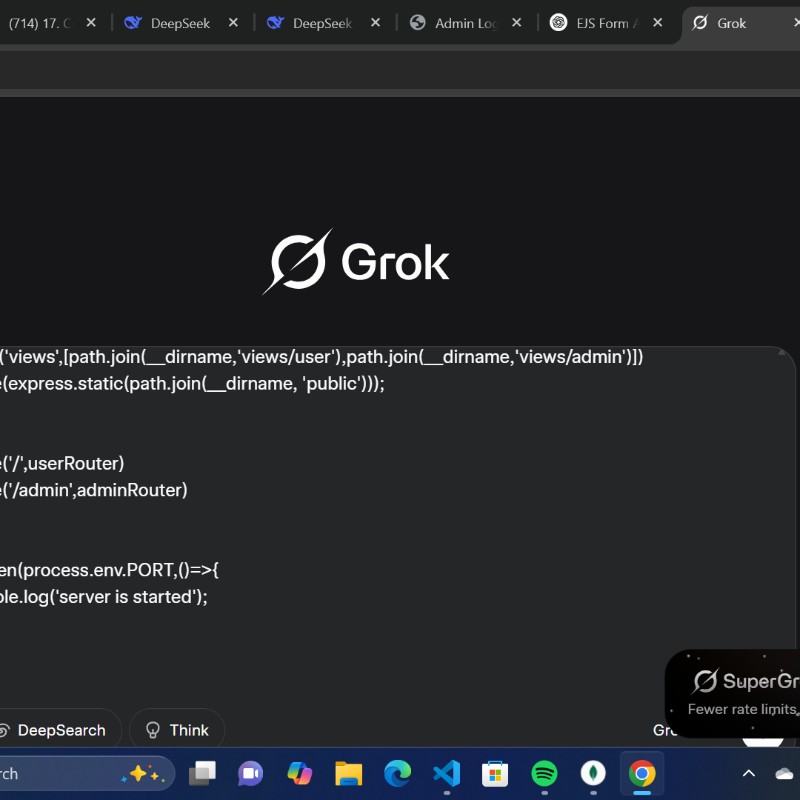 (714) 17. C
DeepSeek
DeepSeek
Admin Log
EJS Form A
Grok
Grok
('views',[path.join(__dirname,'views/user'),path.join(__dirname,'views/admin')])
e(express.static(path.join(__dirname, 'public')));
e('/',userRouter)
e('/admin',adminRouter)
en(process.env.PORT,()=>{
ole.log('server is started');
DeepSearch
Think
Gr
SuperGr
Fewer rate limits,
rch